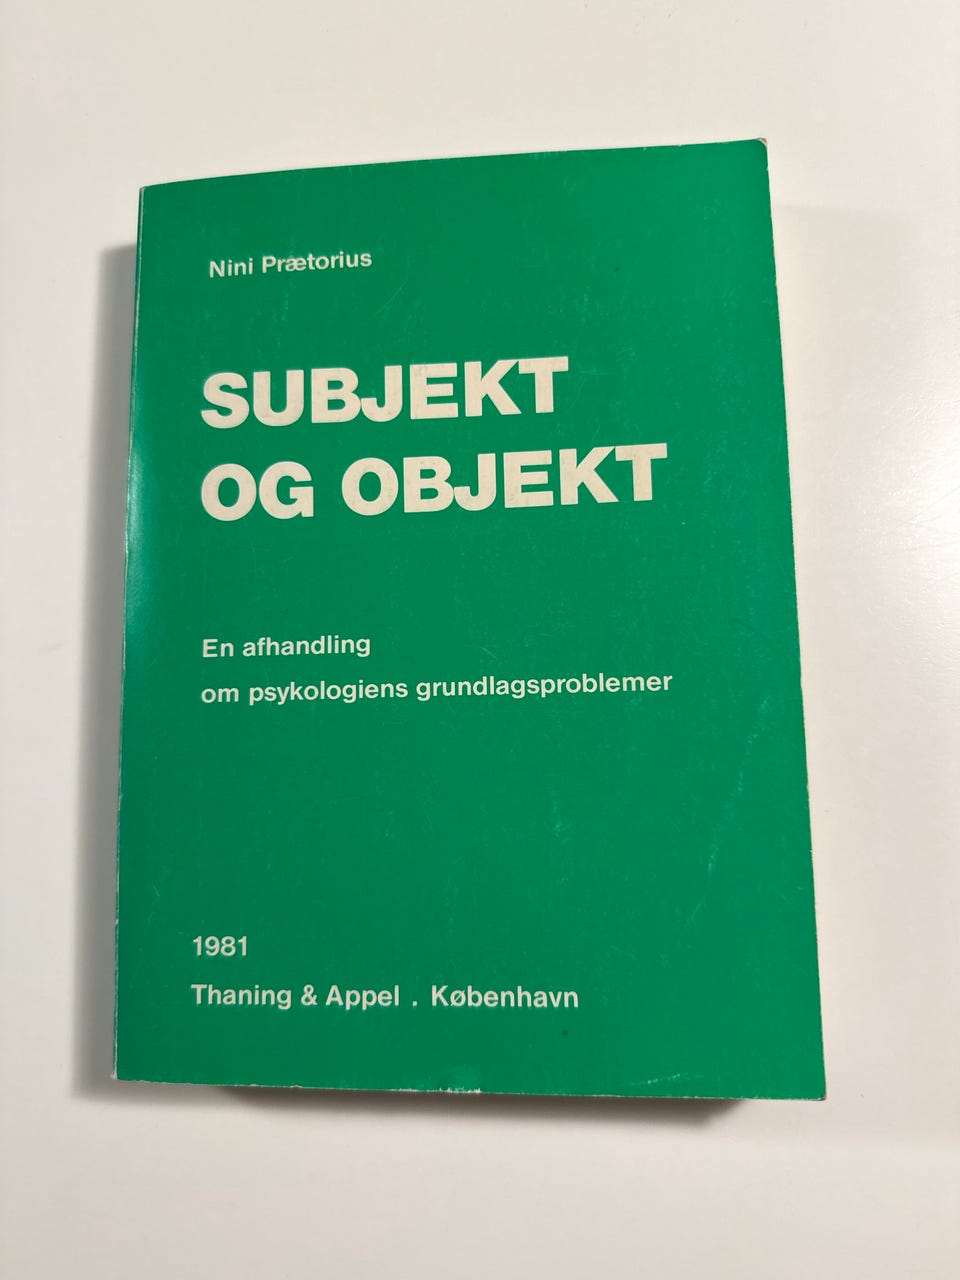 Nini Prætorius
SUBJEKT
OG OBJEKT
En afhandling
om psykologiens grundlagsproblemer
1981
Thaning & Appel . København